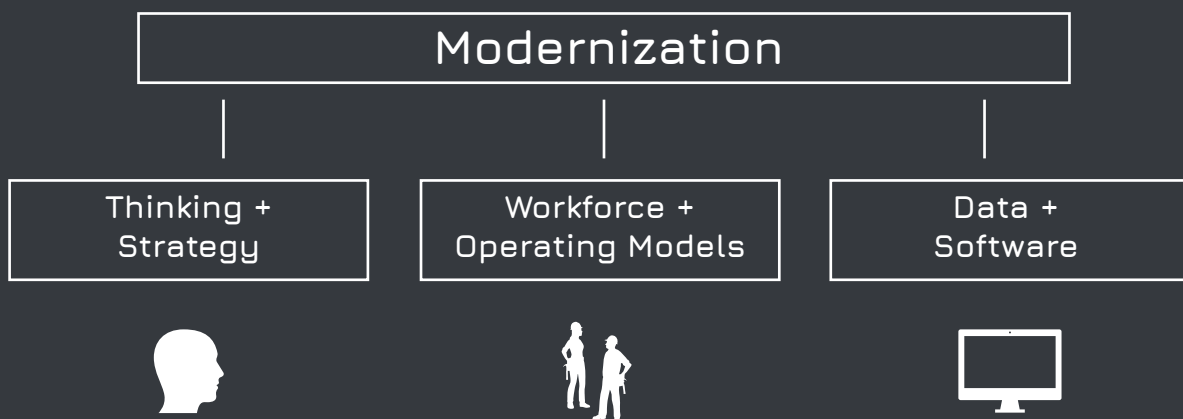 Modernization
Thinking +
Strategy
Workforce +
Operating Models
Data +
Software